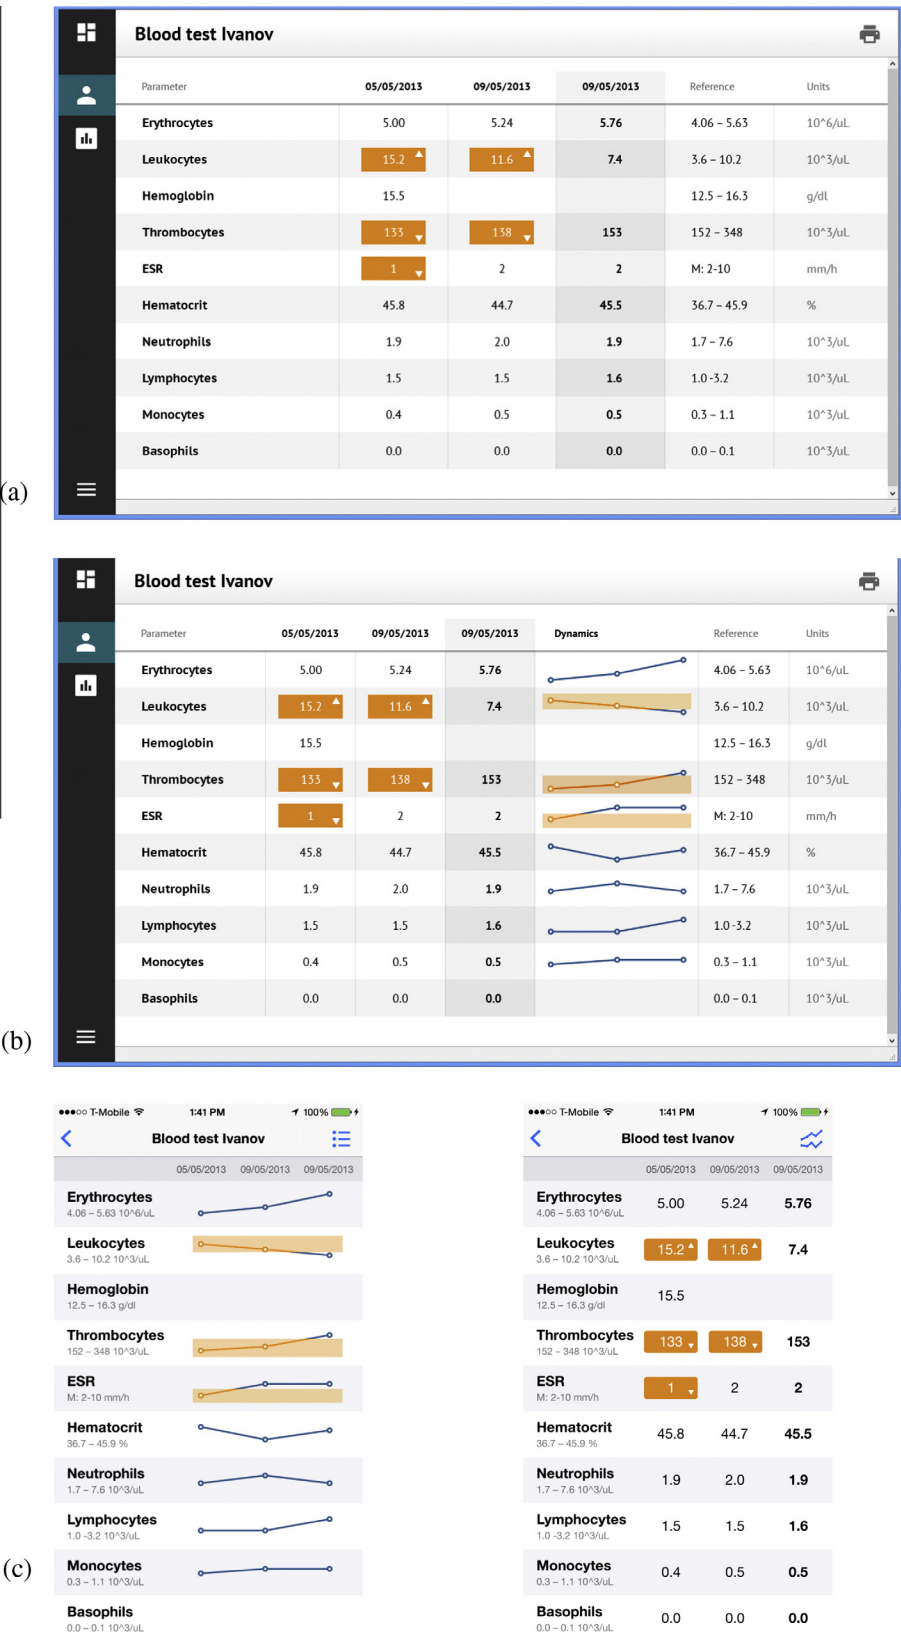 Blood test Ivanov
Parameter 05/05/2013 09/05/2013 09/05/2013 Reference Units
Erythrocytes 5.00 5.24 5.76 4.06 – 5.63 10^6/uL
Leukocytes 15.2 11.6 7.4 3.6 – 10.2 10^3/uL
Hemoglobin 15.5 12.5 – 16.3 g/dl
Thrombocytes 133 138 153 152 – 348 10^3/uL
ESR 1 2 2 M: 2-10 mm/h
Hematocrit 45.8 44.7 45.5 36.7 – 45.9 %
Neutrophils 1.9 2.0 1.9 1.7 – 7.6 10^3/uL
Lymphocytes 1.5 1.5 1.6 1.0 -3.2 10^3/uL
Monocytes 0.4 0.5 0.5 0.3 – 1.1 10^3/uL
Basophils 0.0 0.0 0.0 0.0 – 0.1 10^3/uL
(a)
Blood test Ivanov
Parameter 05/05/2013 09/05/2013 09/05/2013 Dynamics Reference Units
Erythrocytes 5.00 5.24 5.76 4.06 – 5.63 10^6/uL
Leukocytes 15.2 11.6 7.4 3.6 – 10.2 10^3/uL
Hemoglobin 15.5 12.5 – 16.3 g/dl
Thrombocytes 133 138 153 152 – 348 10^3/uL
ESR 1 2 2 M: 2-10 mm/h
Hematocrit 45.8 44.7 45.5 36.7 – 45.9 %
Neutrophils 1.9 2.0 1.9 1.7 – 7.6 10^3/uL
Lymphocytes 1.5 1.5 1.6 1.0 -3.2 10^3/uL
Monocytes 0.4 0.5 0.5 0.3 – 1.1 10^3/uL
Basophils 0.0 0.0 0.0 0.0 – 0.1 10^3/uL
(b)
T-Mobile 1:41 PM 100%
Blood test Ivanov
05/05/2013 09/05/2013 09/05/2013
Erythrocytes
4.06 – 5.63 10^6/uL
Leukocytes
3.6 – 10.2 10^3/uL
Hemoglobin
12.5 – 16.3 g/dl
Thrombocytes
152 – 348 10^3/uL
ESR
M: 2-10 mm/h
Hematocrit
36.7 – 45.9 %
Neutrophils
1.7 – 7.6 10^3/uL
Lymphocytes
1.0 -3.2 10^3/uL
Monocytes
0.3 – 1.1 10^3/uL
Basophils
0.0 – 0.1 10^3/uL
(c)
T-Mobile 1:41 PM 100%
Blood test Ivanov
05/05/2013 09/05/2013 09/05/2013
Erythrocytes 5.00 5.24 5.76
4.06 – 5.63 10^6/uL
Leukocytes 15.2 11.6 7.4
3.6 – 10.2 10^3/uL
Hemoglobin 15.5
12.5 – 16.3 g/dl
Thrombocytes 133 138 153
152 – 348 10^3/uL
ESR 1 2 2
M: 2-10 mm/h
Hematocrit 45.8 44.7 45.5
36.7 – 45.9 %
Neutrophils 1.9 2.0 1.9
1.7 – 7.6 10^3/uL
Lymphocytes 1.5 1.5 1.6
1.0 -3.2 10^3/uL
Monocytes 0.4 0.5 0.5
0.3 – 1.1 10^3/uL
Basophils 0.0 0.0 0.0
0.0 – 0.1 10^3/uL